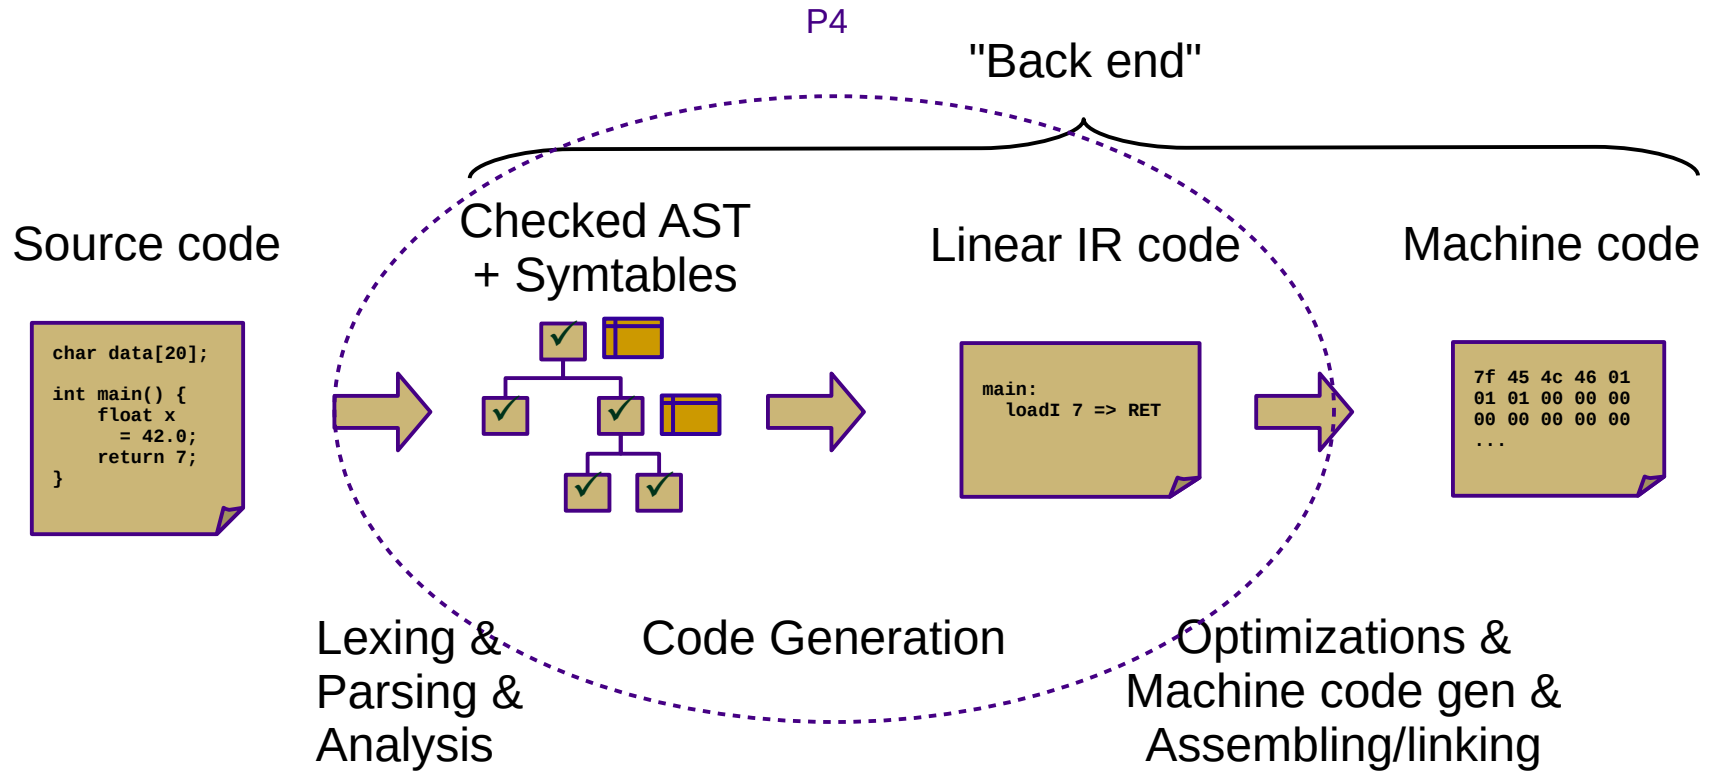 P4
"Back end"
Source code
Checked AST
+ Symtables
Linear IR code
Machine code
char data[20];
int main() {
float x
= 42.0;
return 7;
}
main:
loadI 7 => RET
7f 45 4c 46 01
01 01 00 00 00
00 00 00 00 00
...
Lexing &
Parsing &
Analysis
Code Generation
Optimizations &
Machine code gen &
Assembling/linking